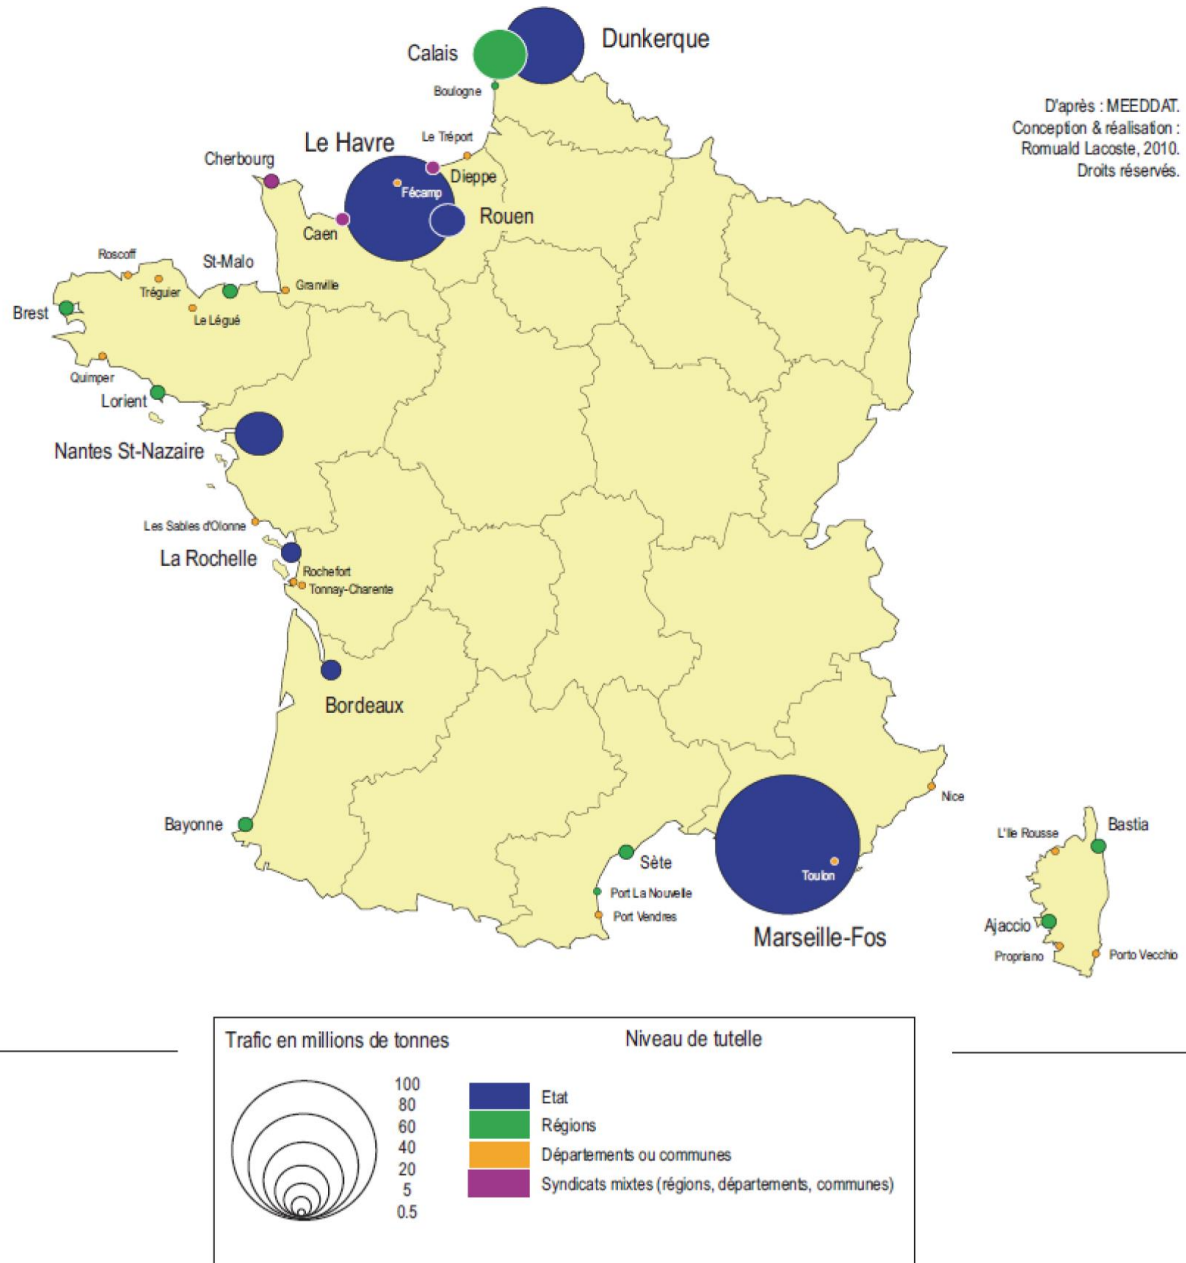 Calais
Dunkerque
Boulogne
D'après : MEEDDAT.
Conception & réalisation :
Romuald Lacoste, 2010.
Droits réservés.
Le Tréport
Le Havre
Cherbourg
Dieppe
Fécamp
Rouen
Caen
Roscoff
St-Malo
Granville
Tréguier
Brest
Le Légué
Quimper
Lorient
Nantes St-Nazaire
Les Sables d'Olonne
La Rochelle
Rochefort
Tonnay-Charente
Bordeaux
Nice
Bayonne
Bastia
L'Ile Rousse
Sète
Toulon
Port La Nouvelle
Port Vendres
Ajaccio
Marseille-Fos
Propriano
Porto Vecchio
Trafic en millions de tonnes
100
80
60
40
20
5
0.5
Niveau de tutelle
Etat
Régions
Départements ou communes
Syndicats mixtes (régions, départements, communes)